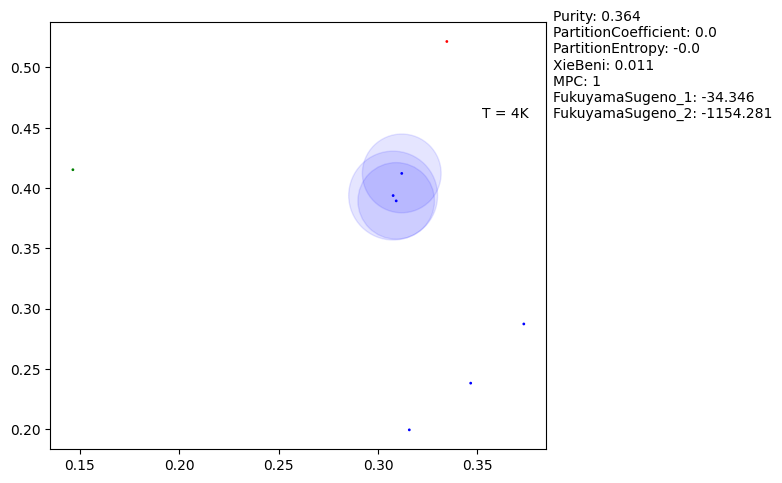 Purity: 0.364
PartitionCoefficient: 0.0
PartitionEntropy: -0.0
XieBeni: 0.011
MPC: 1
FukuyamaSugeno_1: -34.346
FukuyamaSugeno_2: -1154.281
T = 4K
0.50
0.45
0.40
0.35
0.30
0.25
0.20
0.15 0.20 0.25 0.30 0.35